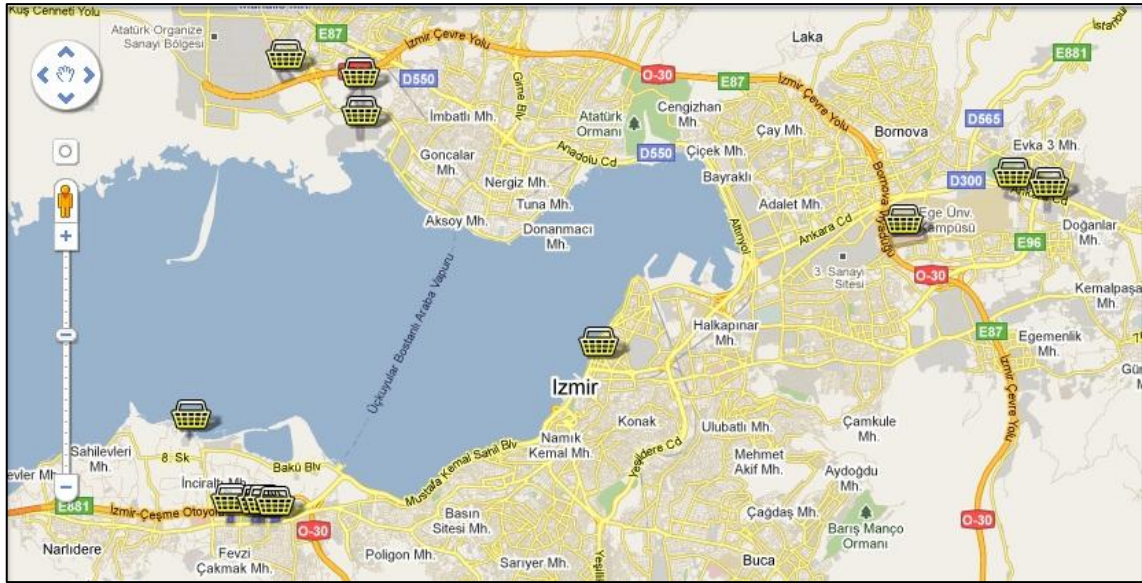 Kuş Cenneti Yolu
Atatürk Organize
Sanayi Bölgesi
E87
İzmir Çevre Yolu
D550
Girne Blv
İmbatlı Mh.
Goncalar
Mh.
Nergiz Mh.
Tuna Mh.
Aksoy Mh.
Donanmacı
Mh.
Anadolu Cd
D550
Atatürk
Ormanı
Cengizhan
Mh.
Çiçek Mh.
Bayraklı
O-30
E87
Laka
İzmir Çevre Yolu
Çay Mh.
Adalet Mh.
Altınyol
Ankara Cd
Bornova
D565
E881
İstanbul
Evka 3 Mh.
D300
Ankara Cd
Ege Ünv.
Kampüsü
Doğanlar
Mh.
E96
3. Sanayi
Sitesi
O-30
Kemalpaşa
Mh.
E87
Egemenlik
Mh.
İzmir Çevre Yolu
Üçkuyular Bostanlı Araba Vapuru
Halkapınar
Mh.
Izmir
Konak
Namık
Kemal Mh.
Ulubatlı Mh.
Çamkule
Mh.
Mehmet
Akif Mh.
Aydoğdu
Mh.
Yeşildere Cd
Mustafa Kemal Sahil Blv
Sahilevleri
Mh.
8. Sk
Bakü Blv
İnciraltı Mh.
E881
İzmir-Çeşme Otoyolu
O-30
Narlıdere
Fevzi
Çakmak Mh.
Poligon Mh.
Basın
Sitesi Mh.
Sarıyer Mh.
Çağdaş Mh.
Buca
Barış Manço
Ormanı
O-30